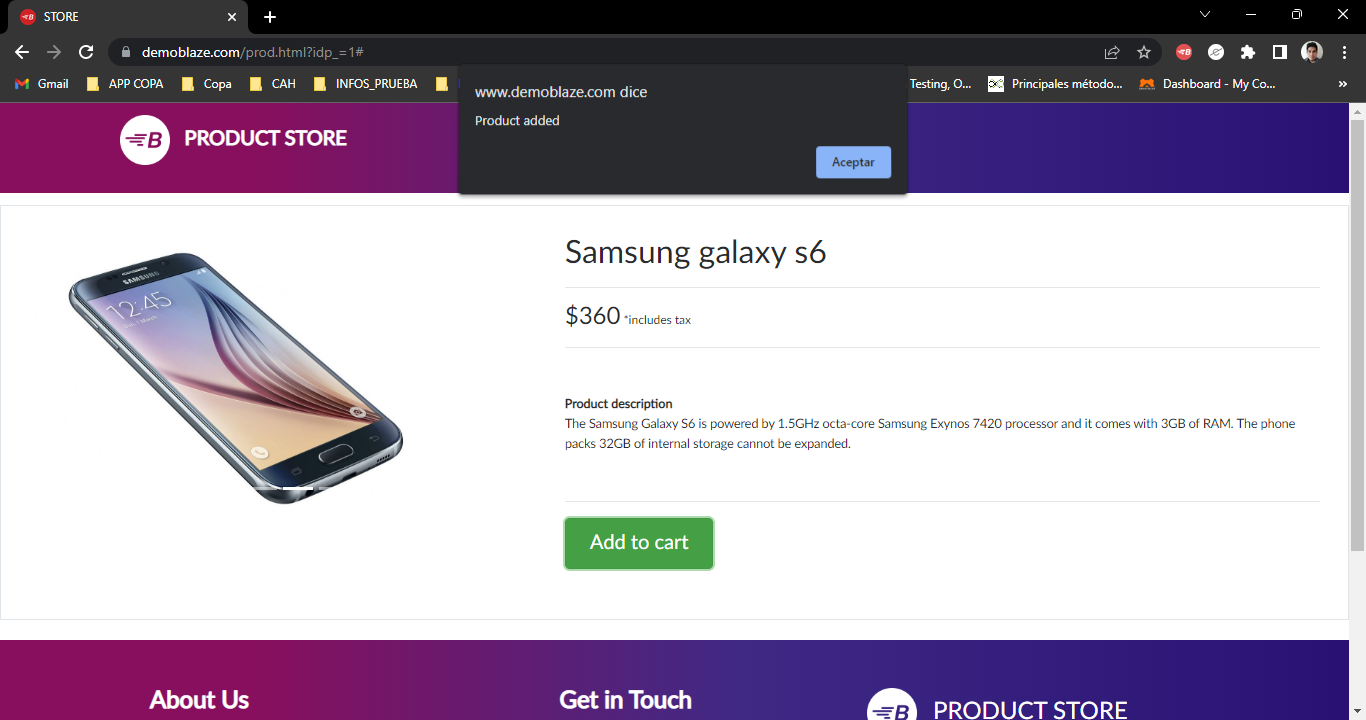 STORE
demoblaze.com/prod.html?idp_=1#
Gmail
APP COPA
Copa
CAH
INFOS_PRUEBA
Testing, O...
Principales método...
Dashboard - My Co...
»
www.demoblaze.com dice
Product added
Aceptar
B PRODUCT STORE
SAMSUNG
12:45
Samsung galaxy s6
$360 *includes tax
Product description
The Samsung Galaxy S6 is powered by 1.5GHz octa-core Samsung Exynos 7420 processor and it comes with 3GB of RAM. The phone
packs 32GB of internal storage cannot be expanded.
Add to cart
About Us
Get in Touch
B PRODUCT STORE